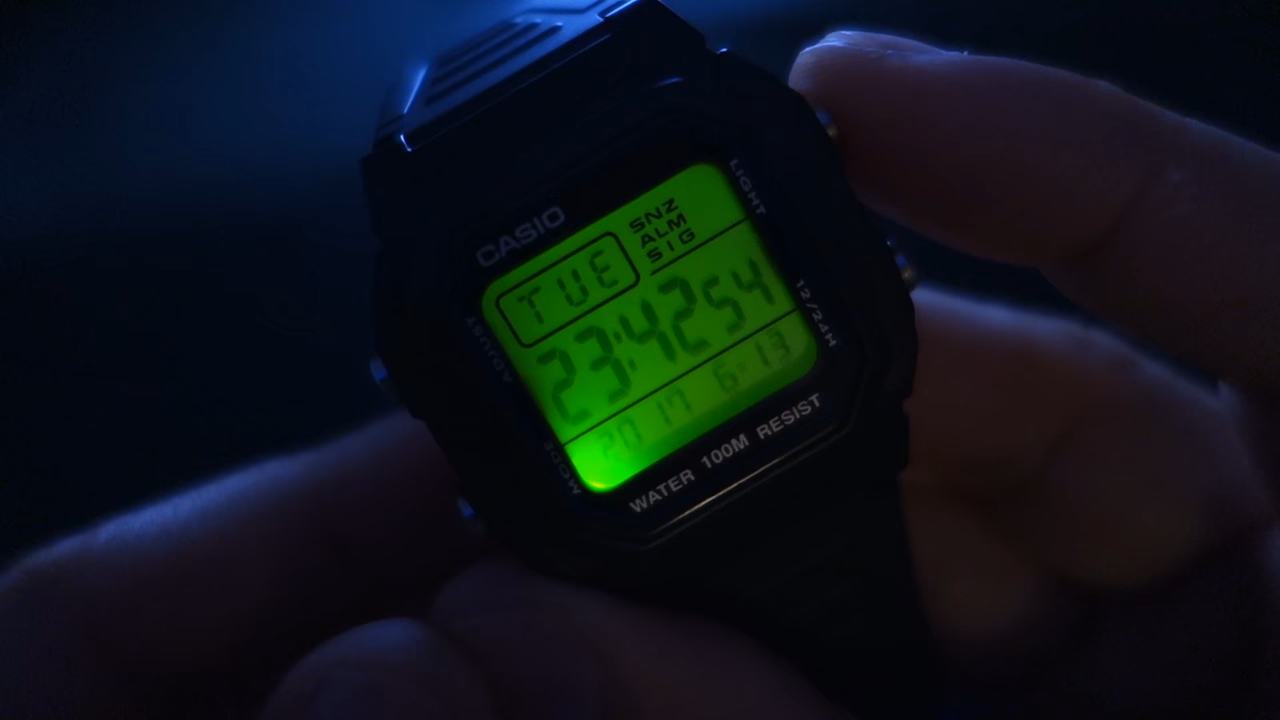 CASIO
LIGHT
TUE
SNZ
ALM
SIG
23:42 54
12/24H
ADJUST
2017 6-13
MODE
WATER 100M RESIST